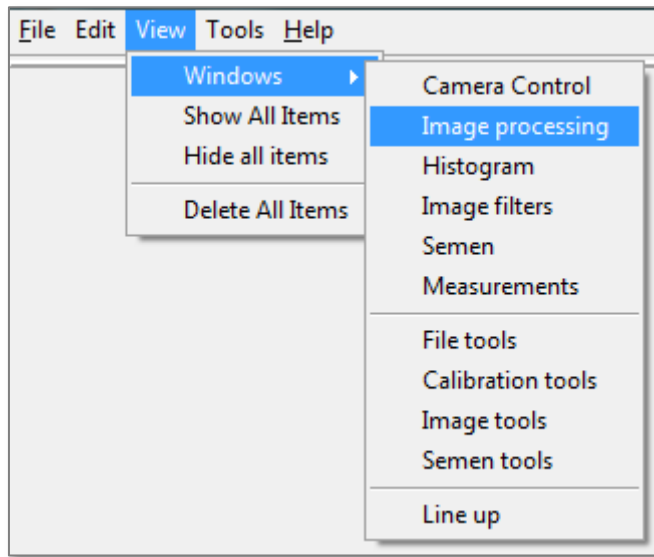 File Edit View Tools Help
Windows
Show All Items
Hide all items
Delete All Items
Camera Control
Image processing
Histogram
Image filters
Semen
Measurements
File tools
Calibration tools
Image tools
Semen tools
Line up